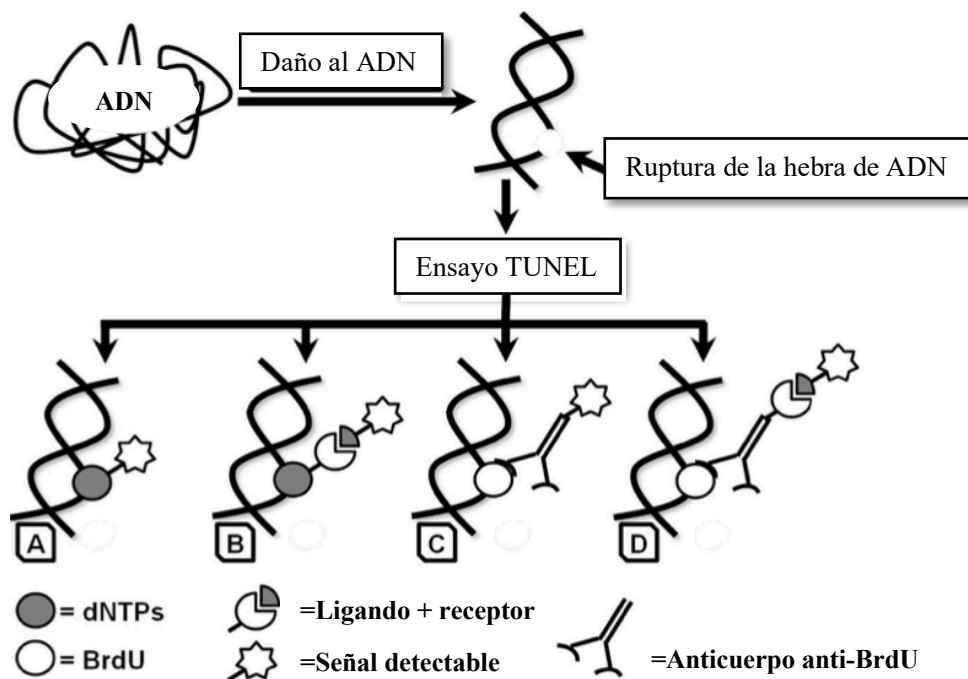 Daño al ADN
ADN
Ruptura de la hebra de ADN
Ensayo TUNEL
A
B
C
D
= dNTPs
=Ligando + receptor
= BrdU
=Señal detectable
=Anticuerpo anti-BrdU